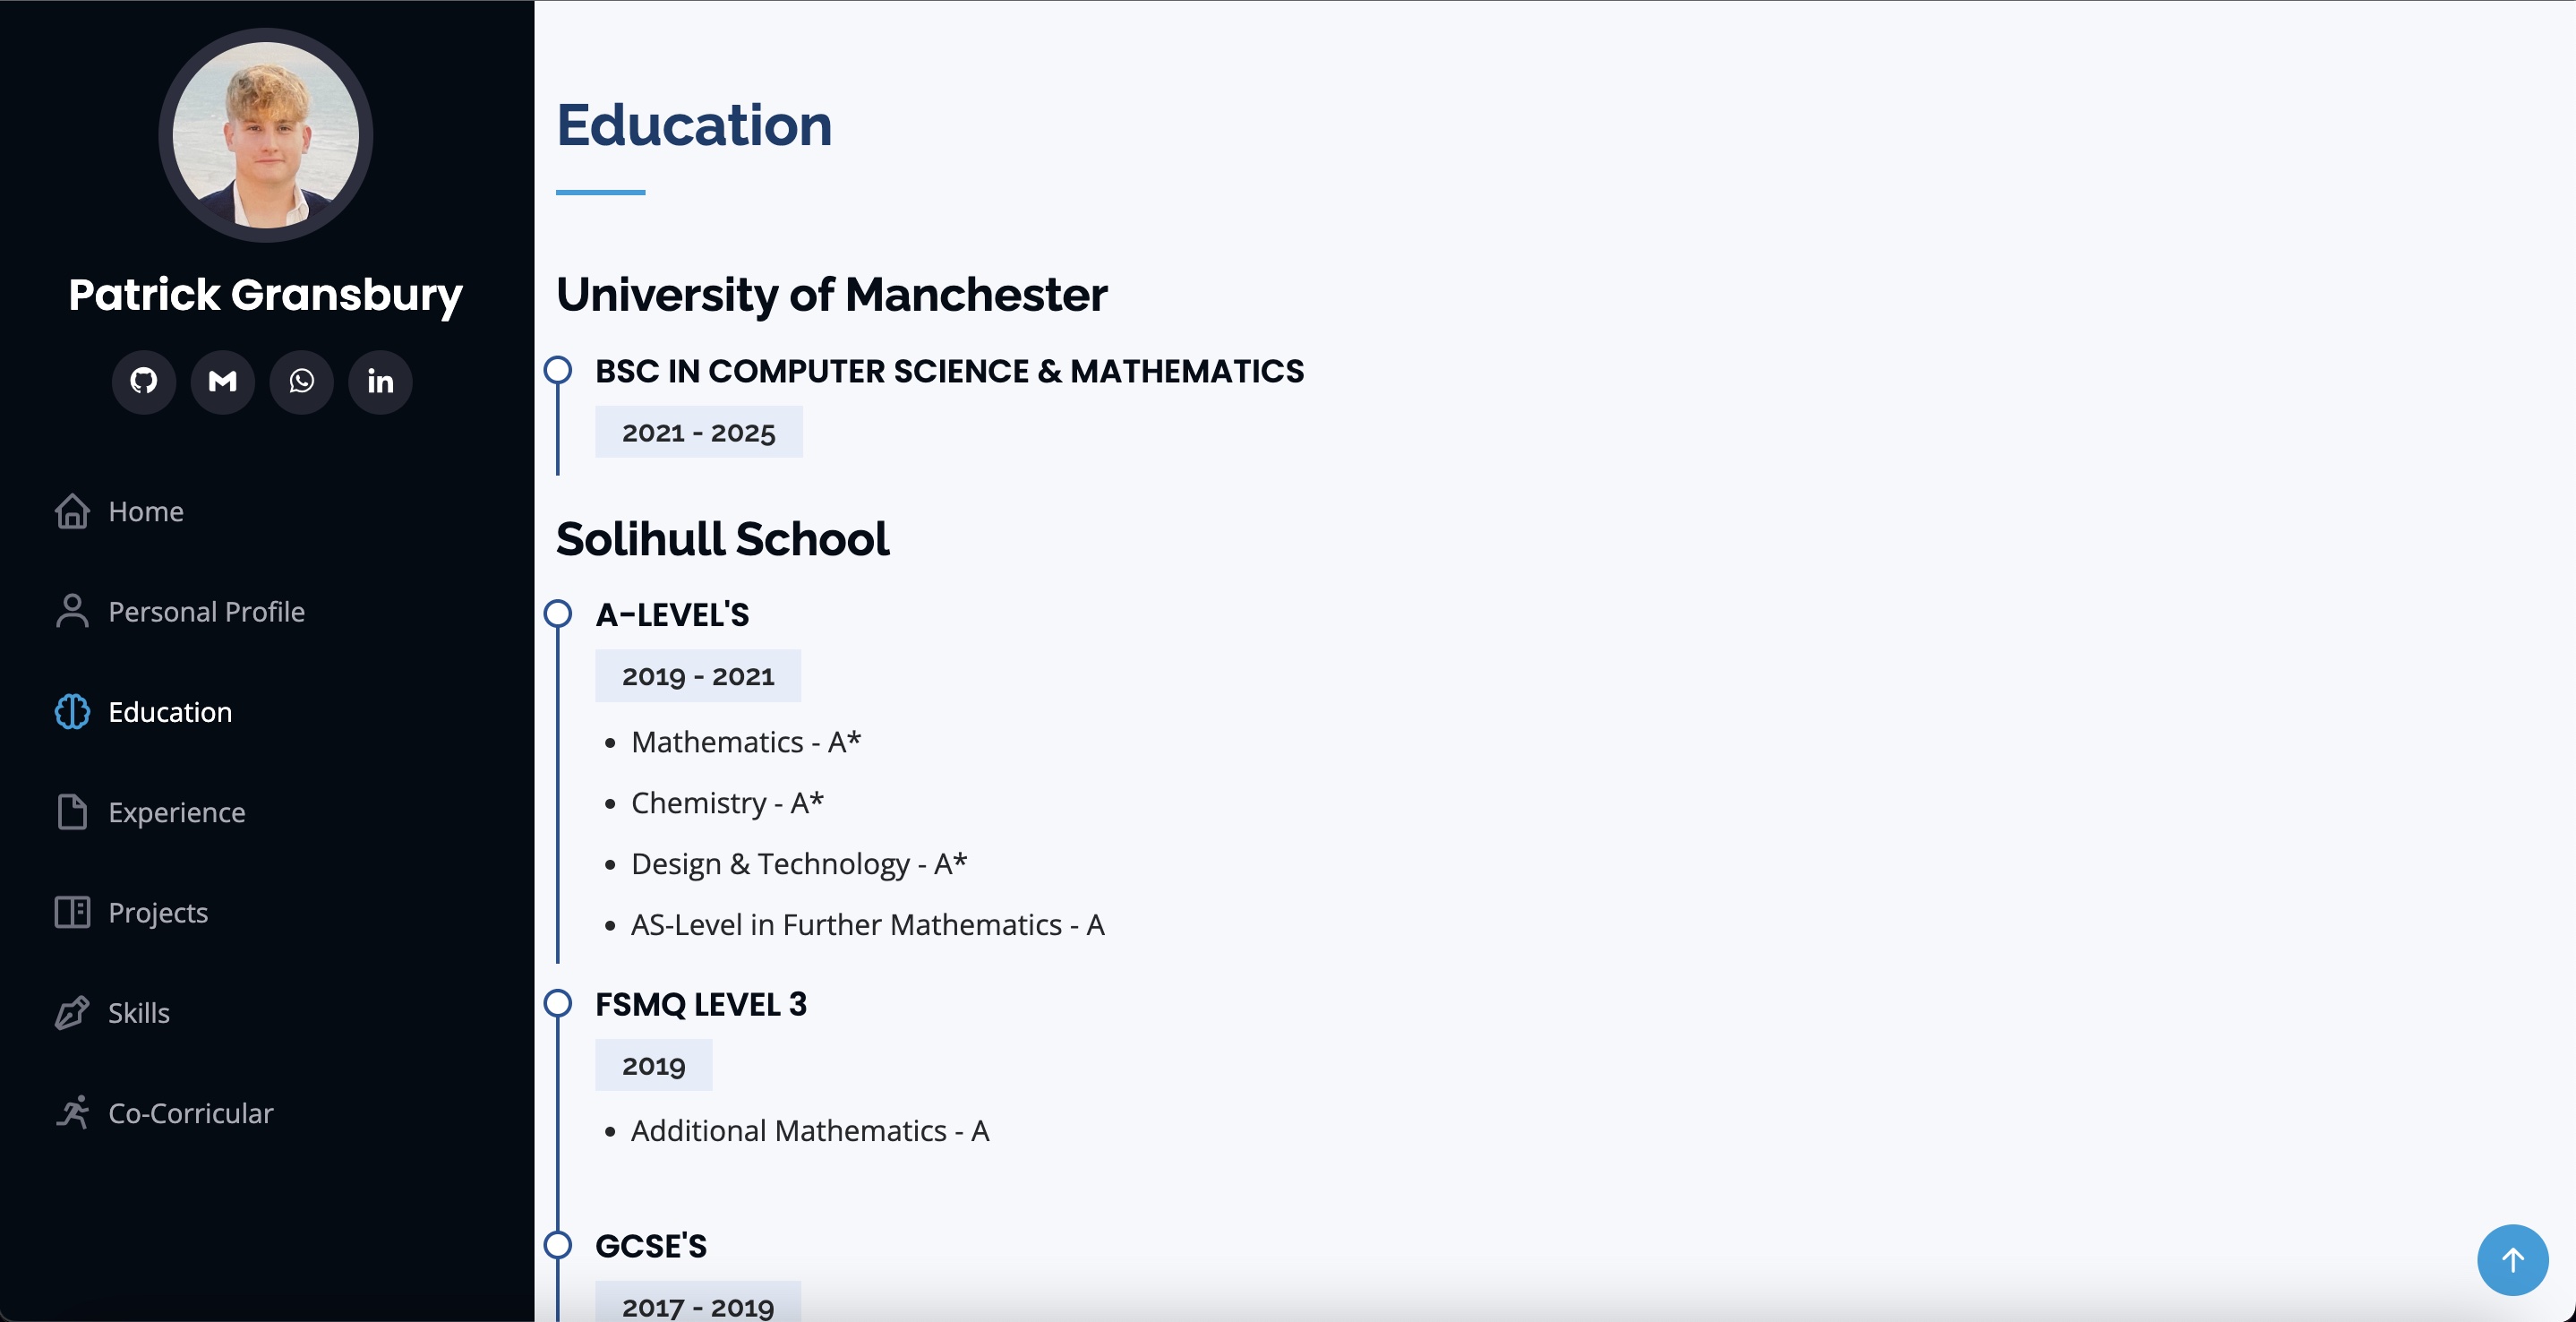 Patrick Gransbury
Home
Personal Profile
Education
Experience
Projects
Skills
Co-Corricular
Education
University of Manchester
BSC IN COMPUTER SCIENCE & MATHEMATICS
2021 - 2025
Solihull School
A-LEVEL'S
2019 - 2021
Mathematics - A*
Chemistry - A*
Design & Technology - A*
AS-Level in Further Mathematics - A
FSMQ LEVEL 3
2019
Additional Mathematics - A
GCSE'S
2017 - 2019